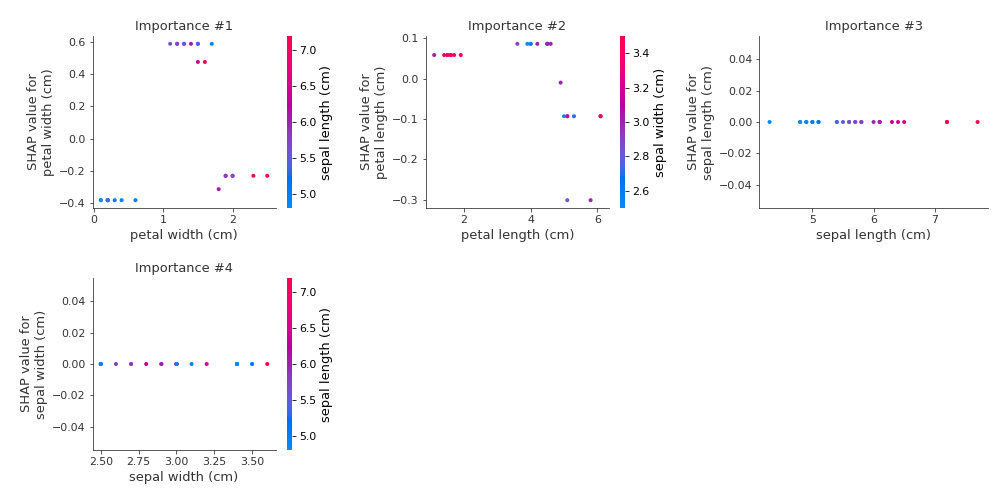 Importance #1
0.6
0.4
0.2
0.0
−0.2
−0.4
SHAP value for
petal width (cm)
0
1
2
petal width (cm)
7.0
6.5
6.0
5.5
5.0
sepal length (cm)
Importance #2
0.1
0.0
−0.1
−0.2
−0.3
SHAP value for
petal length (cm)
2
4
6
petal length (cm)
3.4
3.2
3.0
2.8
2.6
sepal width (cm)
Importance #3
0.04
0.02
0.00
−0.02
−0.04
SHAP value for
sepal length (cm)
5
6
7
sepal length (cm)
Importance #4
0.04
0.02
0.00
−0.02
−0.04
SHAP value for
sepal width (cm)
2.50
2.75
3.00
3.25
3.50
sepal width (cm)
7.0
6.5
6.0
5.5
5.0
sepal length (cm)